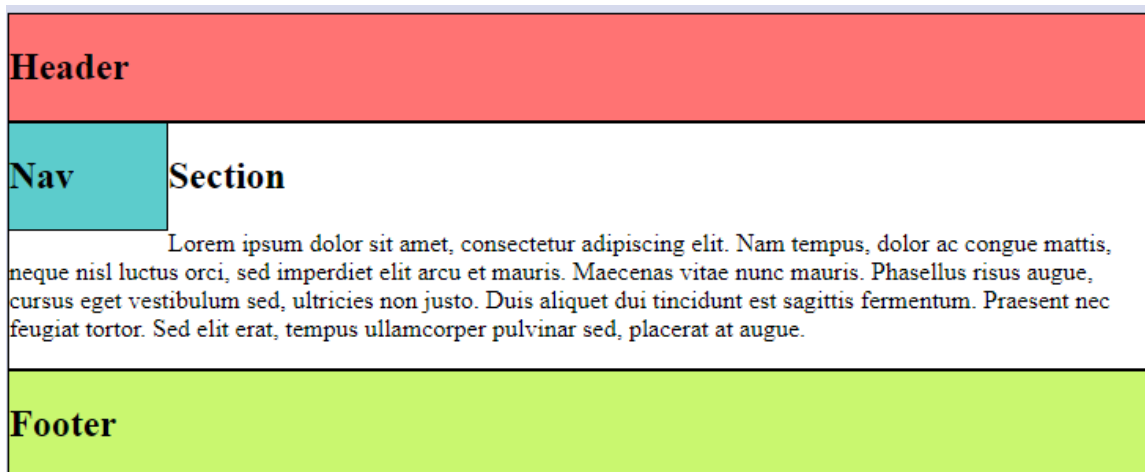 Header
Nav
Section
Lorem ipsum dolor sit amet, consectetur adipiscing elit. Nam tempus, dolor ac congue mattis,
neque nisl luctus orci, sed imperdiet elit arcu et mauris. Maecenas vitae nunc mauris. Phasellus risus augue,
cursus eget vestibulum sed, ultricies non justo. Duis aliquet dui tincidunt est sagittis fermentum. Praesent nec
feugiat tortor. Sed elit erat, tempus ullamcorper pulvinar sed, placerat at augue.
Footer